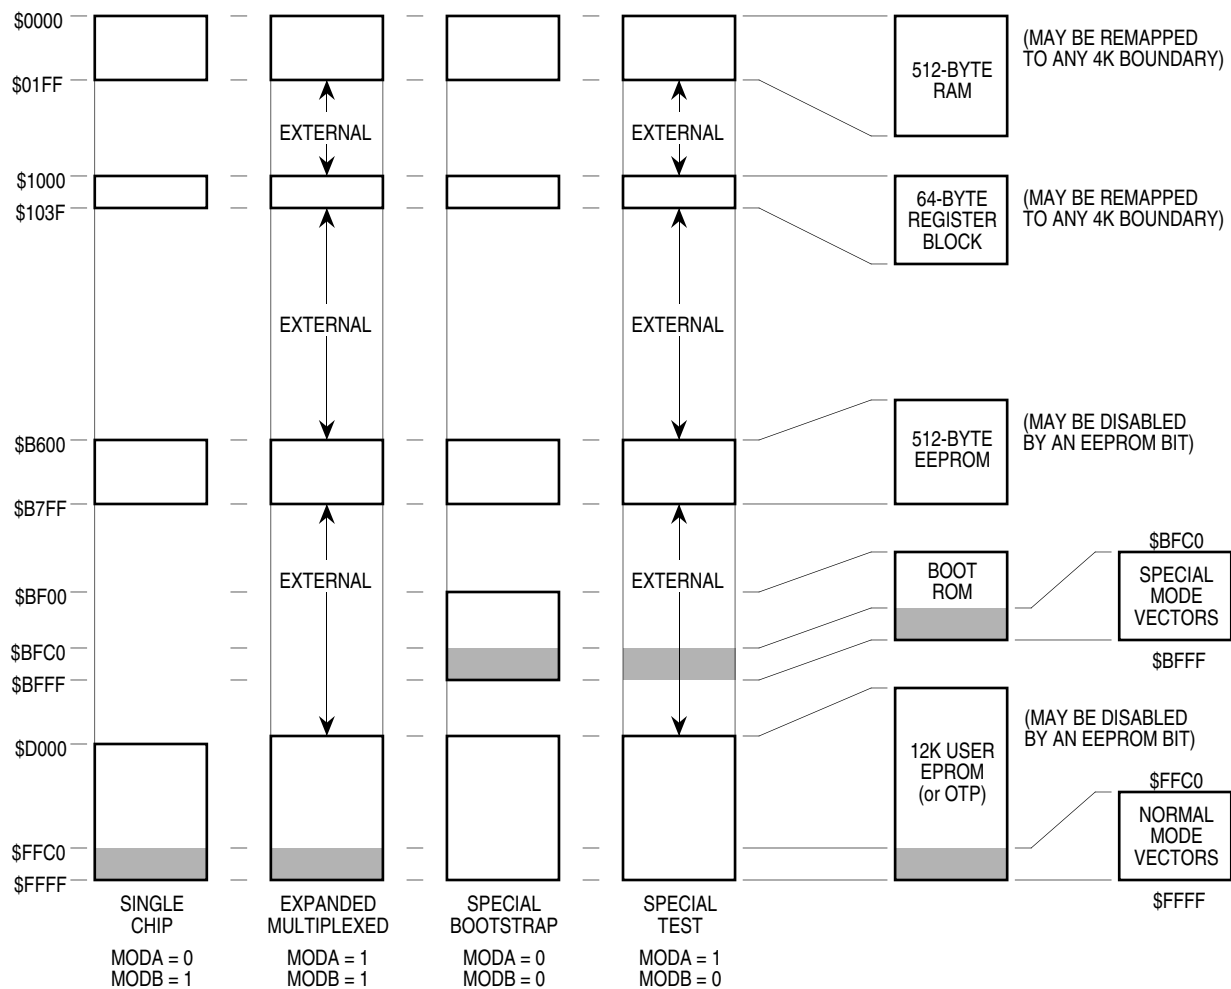 $0000
$01FF
$1000
$103F
$B600
$B7FF
$BF00
$BFC0
$BFFF
$D000
$FFC0
$FFFF
EXTERNAL
EXTERNAL
EXTERNAL
EXTERNAL
EXTERNAL
EXTERNAL
512-BYTE
RAM
(MAY BE REMAPPED
TO ANY 4K BOUNDARY)
64-BYTE
REGISTER
BLOCK
(MAY BE REMAPPED
TO ANY 4K BOUNDARY)
512-BYTE
EEPROM
(MAY BE DISABLED
BY AN EEPROM BIT)
BOOT
ROM
$BFC0
SPECIAL
MODE
VECTORS
$BFFF
12K USER
EPROM
(or OTP)
(MAY BE DISABLED
BY AN EEPROM BIT)
$FFC0
NORMAL
MODE
VECTORS
$FFFF
SINGLE
CHIP
MODA = 0
MODB = 1
EXPANDED
MULTIPLEXED
MODA = 1
MODB = 1
SPECIAL
BOOTSTRAP
MODA = 0
MODB = 0
SPECIAL
TEST
MODA = 1
MODB = 0